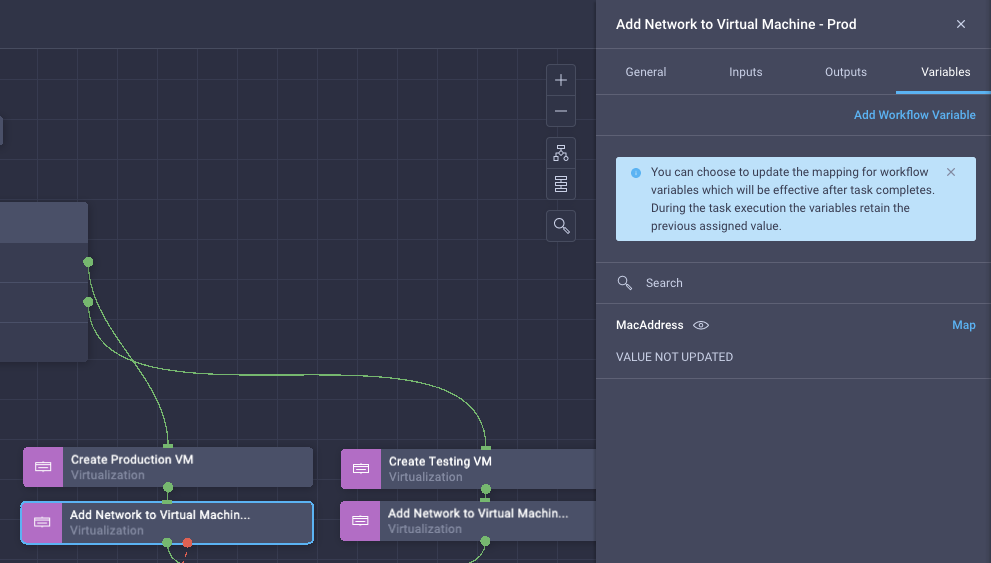 Add Network to Virtual Machine - Prod
General Inputs Outputs Variables
Add Workflow Variable
You can choose to update the mapping for workflow
variables which will be effective after task completes.
During the task execution the variables retain the
previous assigned value.
Search
MacAddress Map
VALUE NOT UPDATED
Create Production VM
Virtualization
Add Network to Virtual Machin...
Virtualization
Create Testing VM
Virtualization
Add Network to Virtual Machin...
Virtualization